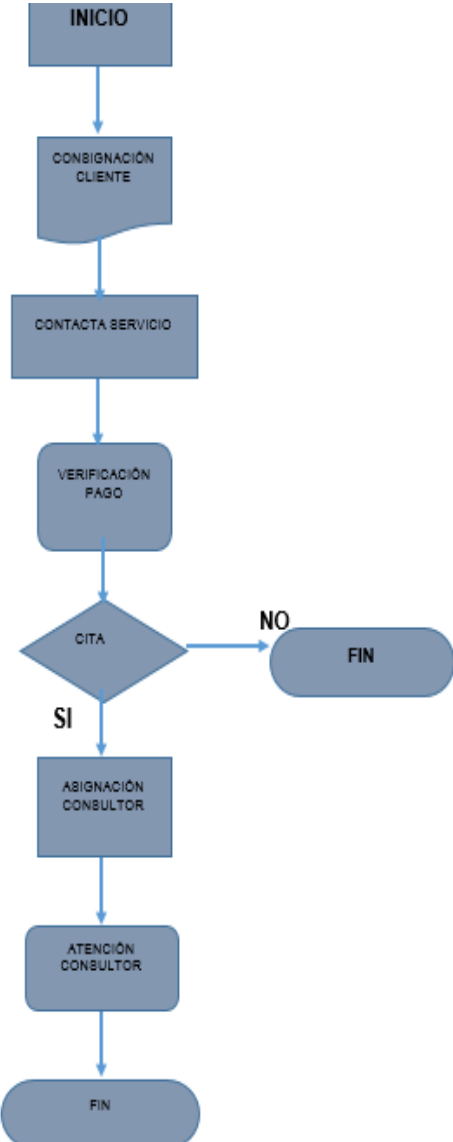 INICIO
CONSIGNACIÓN
CLIENTE
CONTACTA SERVICIO
VERIFICACIÓN
PAGO
CITA
NO
FIN
SI
ASIGNACIÓN
CONSULTOR
ATENCIÓN
CONSULTOR
FIN